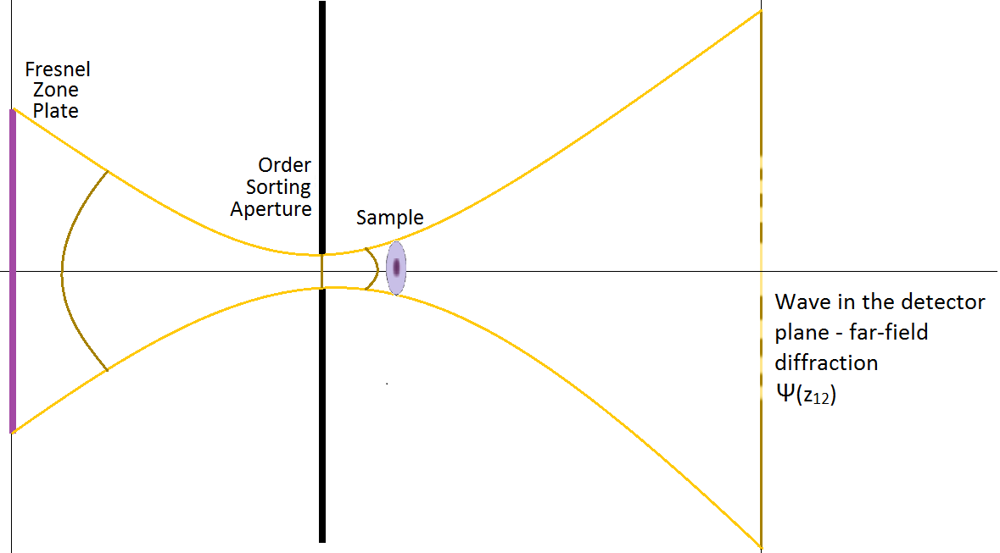 Fresnel
Zone
Plate
Order
Sorting
Aperture
Sample
Wave in the detector
plane - far-field
diffraction
Ψ(z₁₂)